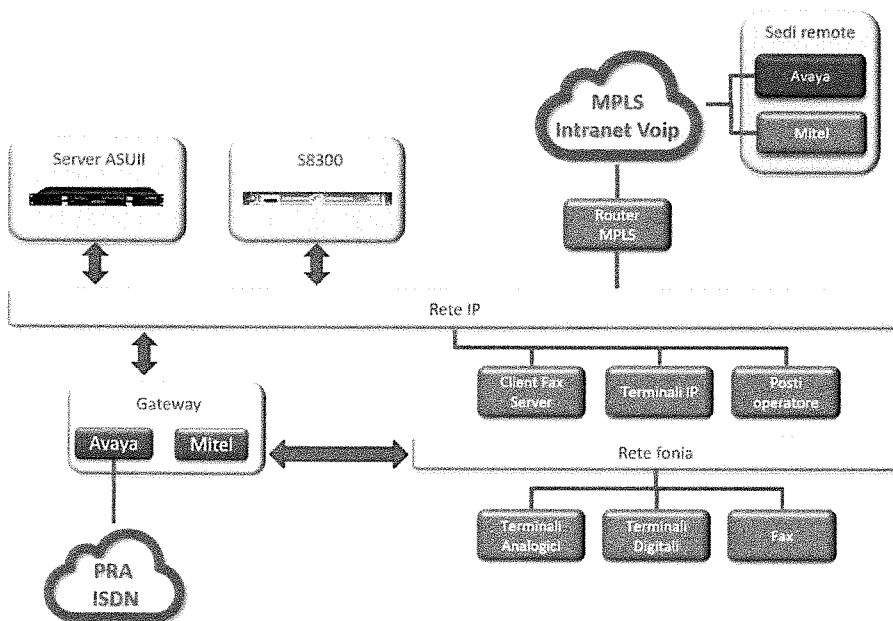 Sedi remote
Avaya
Mitel
MPLS
Intranet Voip
Server ASUII
S8300
Router
MPLS
Rete IP
Client Fax
Server
Terminali IP
Posti
operatore
Gateway
Avaya
Mitel
Rete fonia
Terminali
Analogici
Terminali
Digitali
Fax
PRA
ISDN